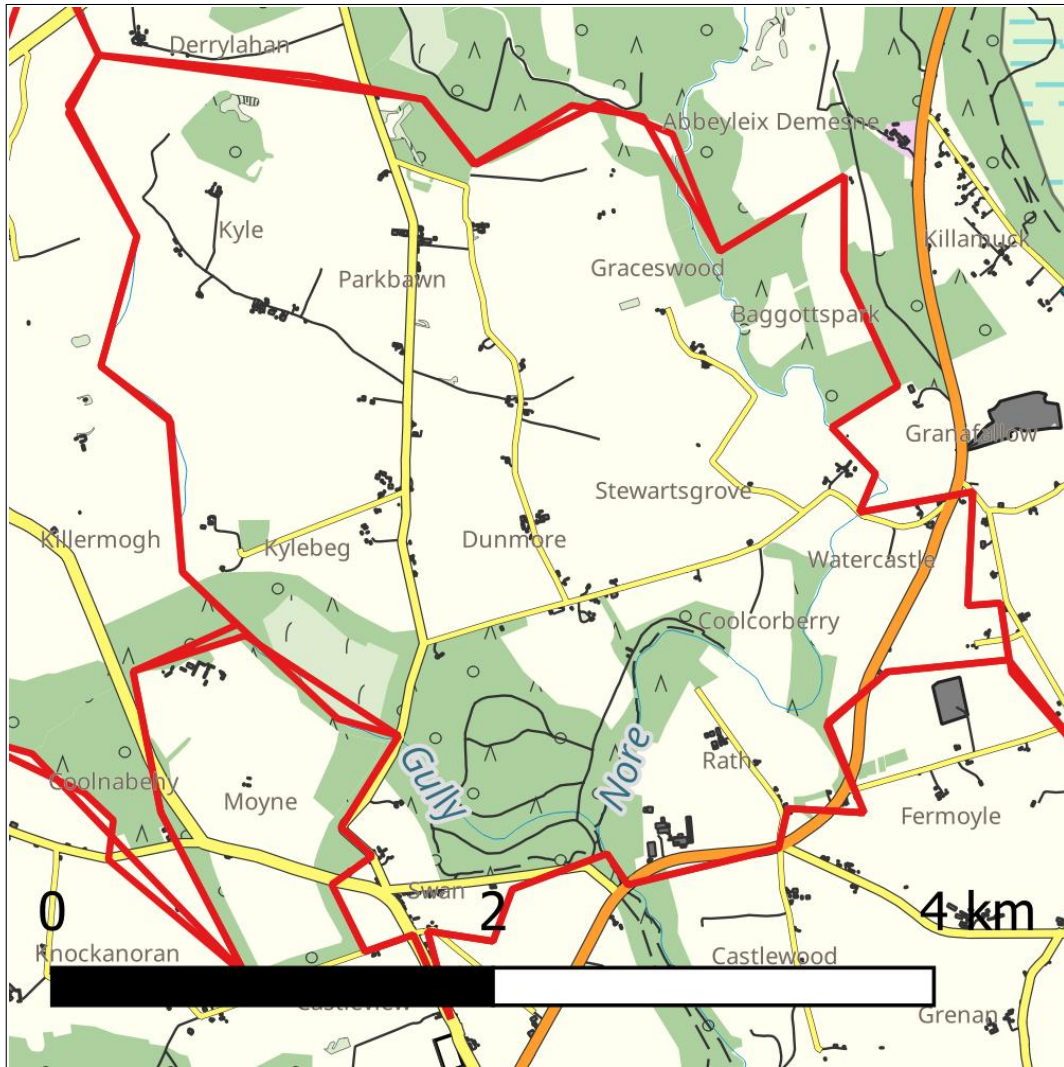 Derrylahan
Abbeyleix Demesne
Kyle
Killamuck
Parkbawn
Graceswood
Baggottspark
Granafallow
Stewartsgrove
Killermogh
Kylebeg
Dunmore
Watercastle
Coolcorberry
Coolnabehy
Moyne
Gully
Nore
Rath
Fermoyle
Swan
0
2
4 km
Knockanoran
Castlewood
Castleview
Grenan